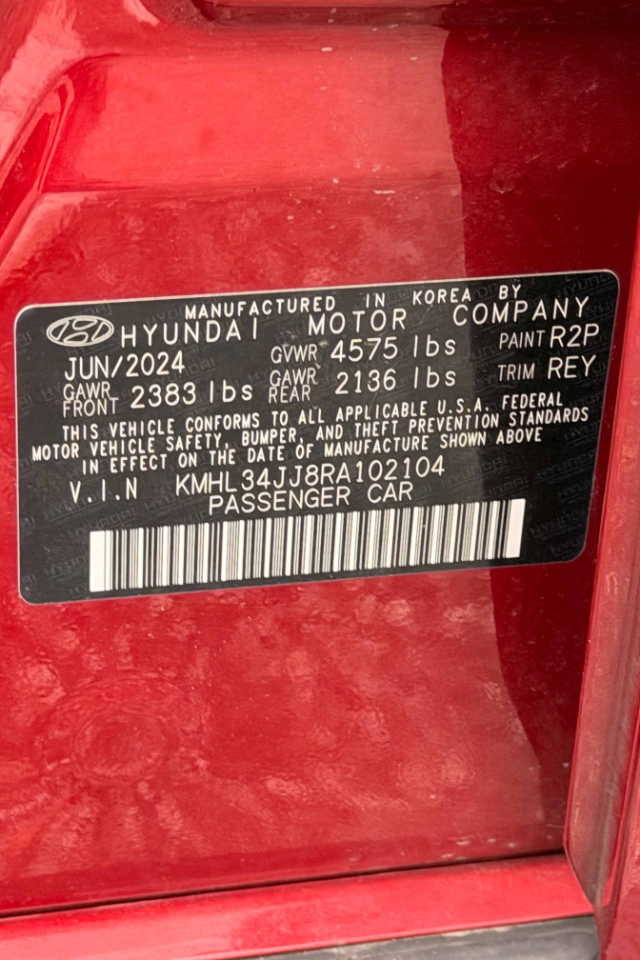 MANUFACTURED IN KOREA BY
HYUNDAI MOTOR COMPANY
JUN/2024 GVWR 4575 lbs PAINT R2P
GAWR FRONT 2383 lbs GAWR REAR 2136 lbs TRIM REY
THIS VEHICLE CONFORMS TO ALL APPLICABLE U.S.A. FEDERAL
MOTOR VEHICLE SAFETY, BUMPER, AND THEFT PREVENTION STANDARDS
IN EFFECT ON THE DATE OF MANUFACTURE SHOWN ABOVE
V.I.N KMHL34JJ8RA102104
PASSENGER CAR